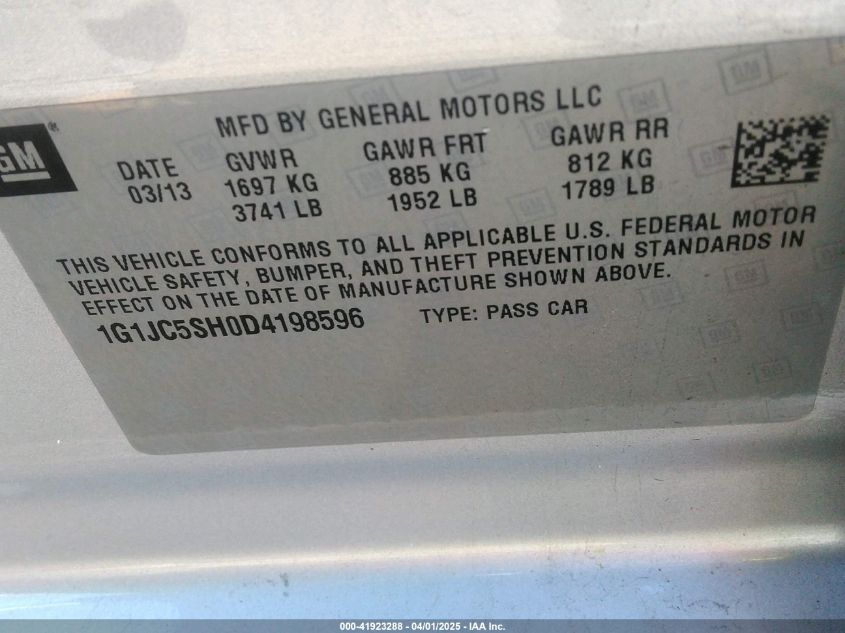 GM
MFD BY GENERAL MOTORS LLC
DATE GVWR GAWR FRT GAWR RR
03/13 1697 KG 885 KG 812 KG
3741 LB 1952 LB 1789 LB
THIS VEHICLE CONFORMS TO ALL APPLICABLE U.S. FEDERAL MOTOR
VEHICLE SAFETY, BUMPER, AND THEFT PREVENTION STANDARDS IN
EFFECT ON THE DATE OF MANUFACTURE SHOWN ABOVE.
1G1JC5SH0D4198596 TYPE: PASS CAR
000-41923288 - 04/01/2025 - IAA Inc.